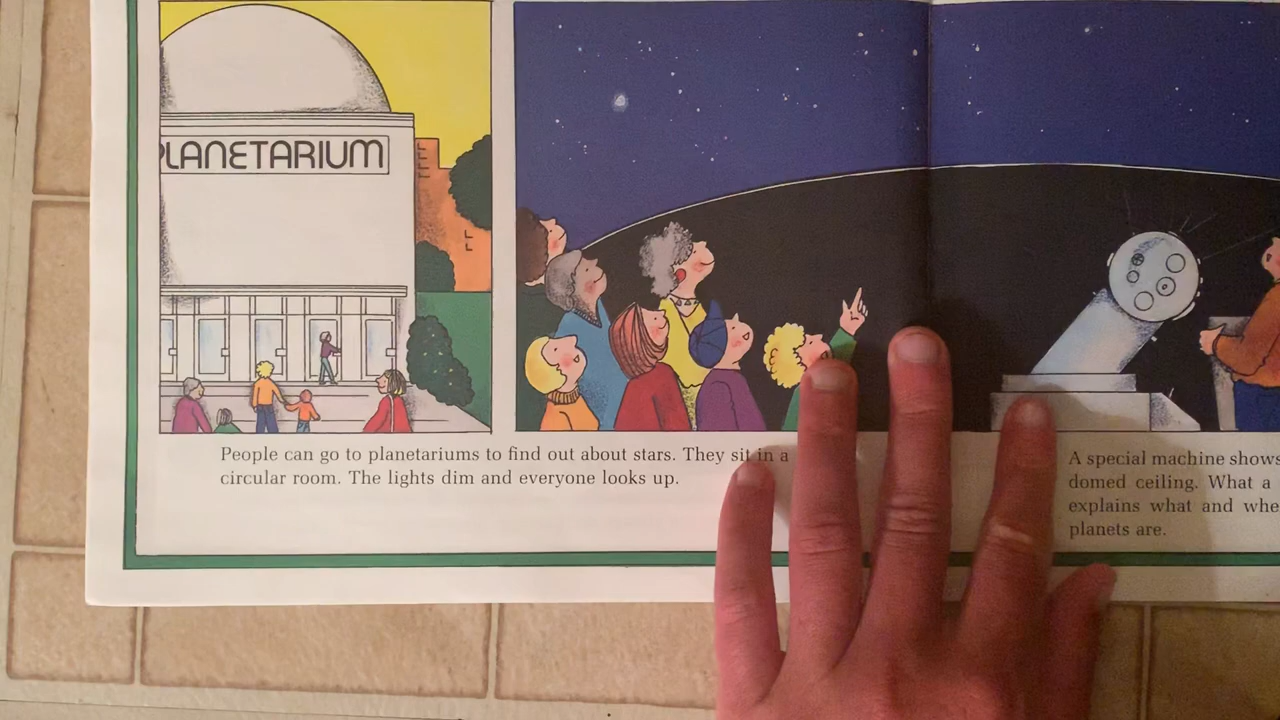 PLANETARIUM
People can go to planetariums to find out about stars. They sit in a
circular room. The lights dim and everyone looks up.
A special machine shows
domed ceiling. What a
explains what and
planets are.